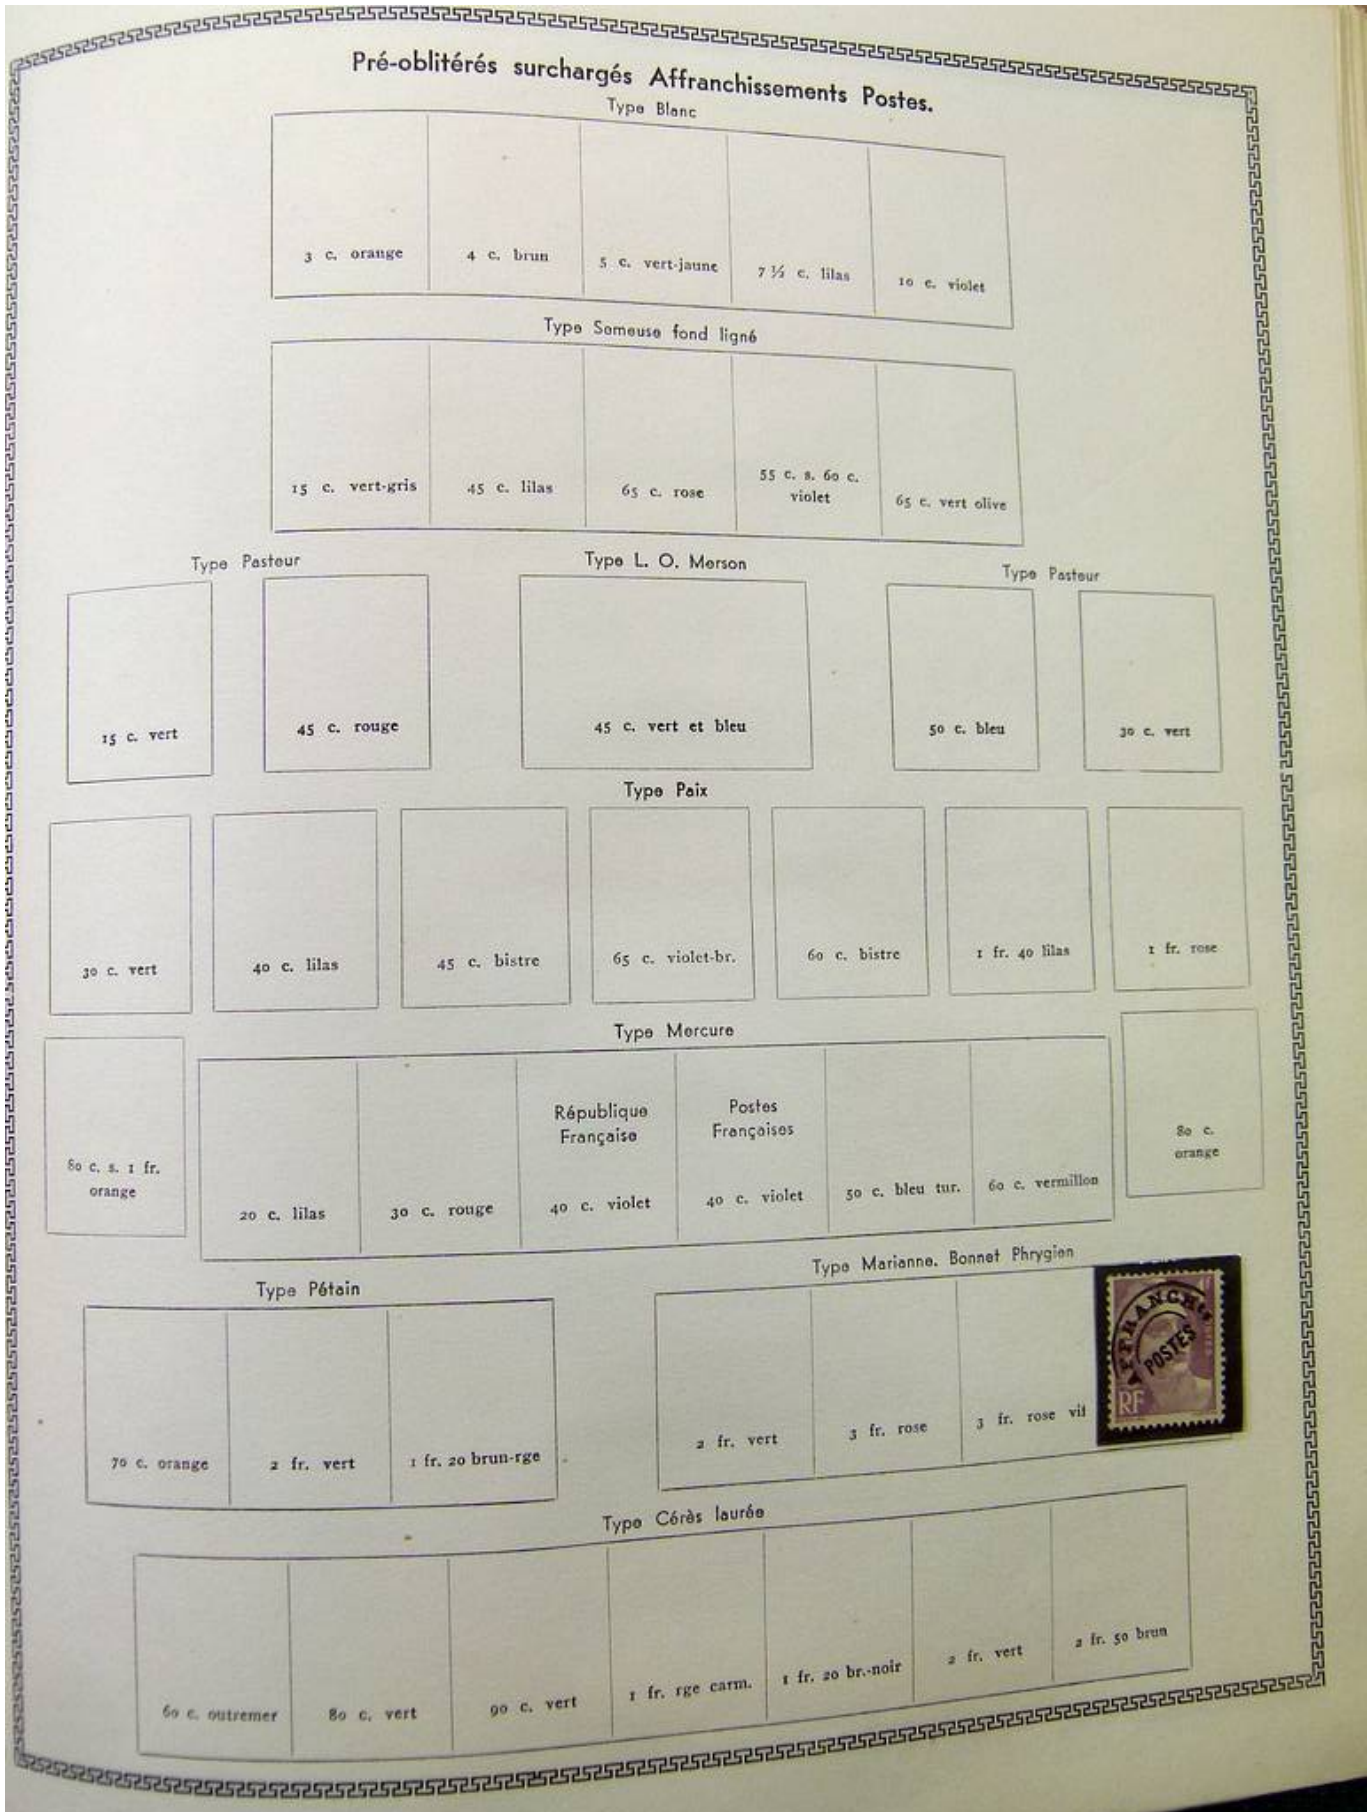 Pré-oblitérés surchargés Affranchissements Postes.
Type Blanc
3 c. orange
4 c. brun
5 c. vert-jaune
7 ½ c. lilas
10 c. violet
Type Semeuse fond ligné
15 c. vert-gris
45 c. lilas
65 c. rose
55 c. s. 60 c.
violet
65 c. vert olive
Type Pasteur
Type L. O. Merson
Type Pasteur
15 c. vert
45 c. rouge
45 c. vert et bleu
50 c. bleu
30 c. vert
Type Paix
30 c. vert
40 c. lilas
45 c. bistre
65 c. violet-br.
60 c. bistre
1 fr. 40 lilas
1 fr. rose
Type Mercure
80 c. s. 1 fr.
orange
20 c. lilas
30 c. rouge
République
Française
40 c. violet
Postes
Françaises
40 c. violet
50 c. bleu tur.
60 c. vermillon
80 c.
orange
Type Pétain
70 c. orange
2 fr. vert
1 fr. 20 brun-rge
Type Marianne. Bonnet Phrygien
2 fr. vert
3 fr. rose
3 fr. rose vif
4F
AFFRANCHts
POSTES
RF
Type Cérès laurée
60 c. outremer
80 c. vert
90 c. vert
1 fr. rge carm.
1 fr. 20 br.-noir
2 fr. vert
2 fr. 50 brun